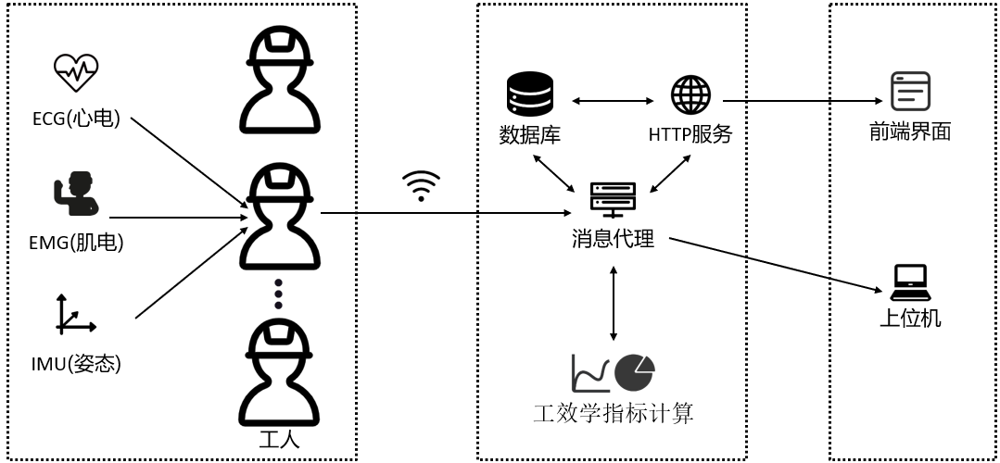 ECG(心电)
EMG(肌电)
IMU(姿态)
工人
数据库
HTTP服务
消息代理
工效学指标计算
前端界面
上位机